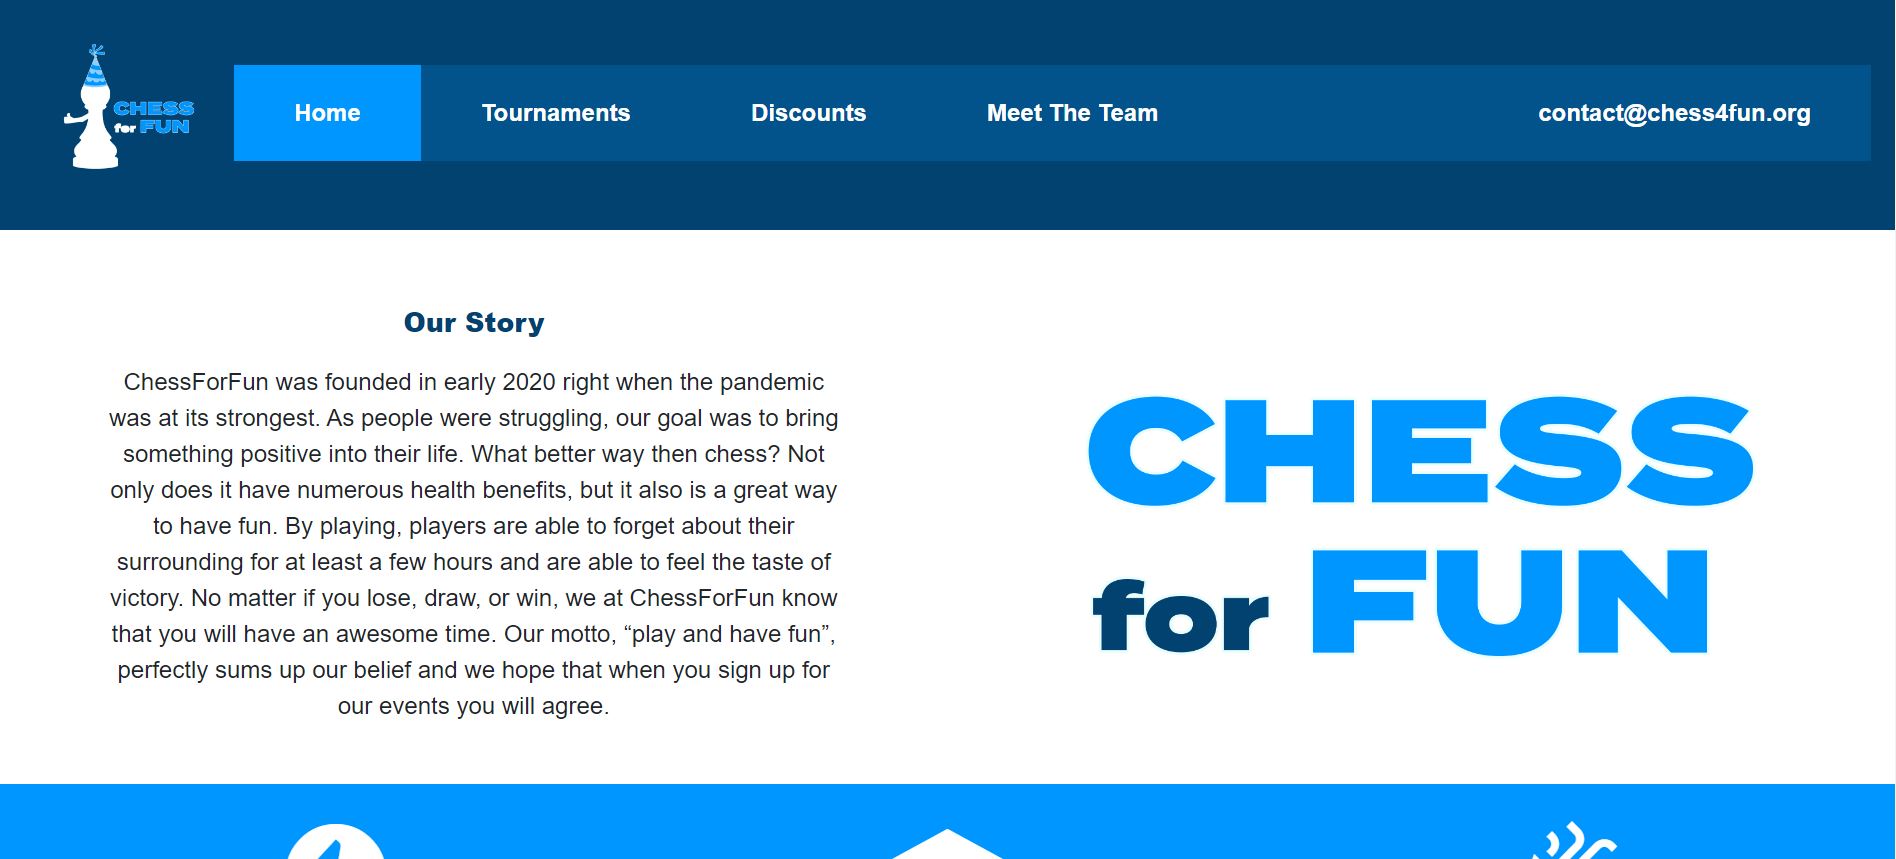 CHESS
for FUN
Home
Tournaments
Discounts
Meet The Team
contact@chess4fun.org
Our Story
ChessForFun was founded in early 2020 right when the pandemic
was at its strongest. As people were struggling, our goal was to bring
something positive into their life. What better way then chess? Not
only does it have numerous health benefits, but it also is a great way
to have fun. By playing, players are able to forget about their
surrounding for at least a few hours and are able to feel the taste of
victory. No matter if you lose, draw, or win, we at ChessForFun know
that you will have an awesome time. Our motto, “play and have fun”,
perfectly sums up our belief and we hope that when you sign up for
our events you will agree.
CHESS
for FUN